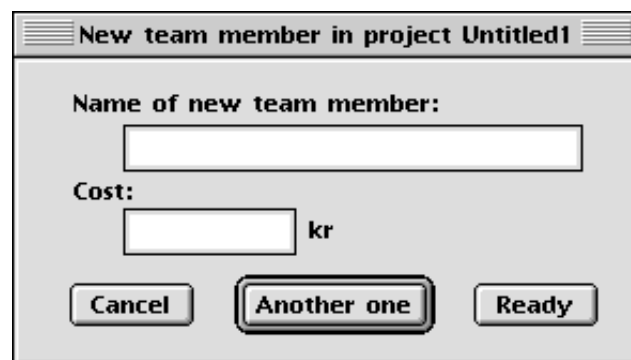 New team member in project Untitled1
Name of new team member:
Cost:
kr
Cancel Another one Ready